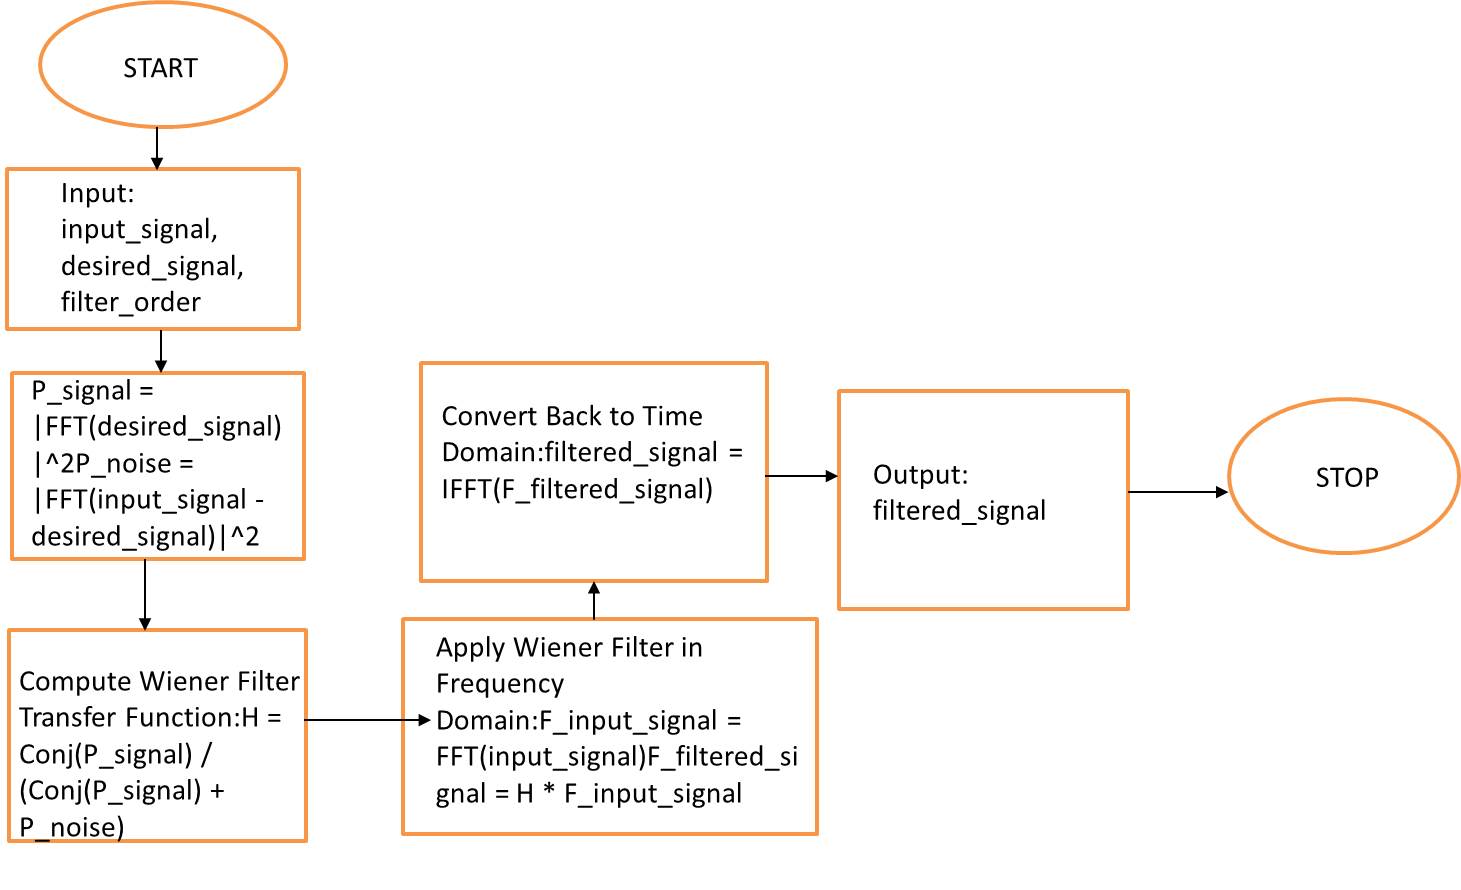 START
Input:
input_signal,
desired_signal,
filter_order
P_signal =
|FFT(desired_signal)
|^2P_noise =
|FFT(input_signal -
desired_signal)|^2
Compute Wiener Filter
Transfer Function:H =
Conj(P_signal) /
(Conj(P_signal) +
P_noise)
Apply Wiener Filter in
Frequency
Domain:F_input_signal =
FFT(input_signal)F_filtered_si
gnal = H * F_input_signal
Convert Back to Time
Domain:filtered_signal =
IFFT(F_filtered_signal)
Output:
filtered_signal
STOP